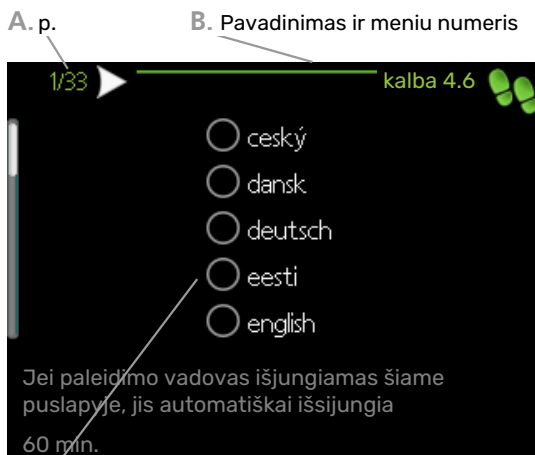 A. p.
B. Pavadinimas ir meniu numeris
1/33
kalba 4.6
ceský
dansk
deutsch
eesti
english
Jei paleidimo vadovas išjungiamas šiame
puslapyje, jis automatiškai išsijungia
60 min.